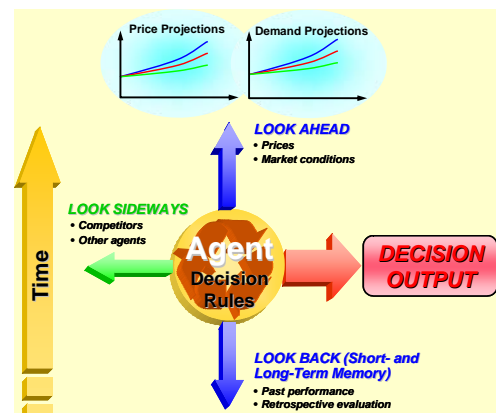 Price Projections
Demand Projections
LOOK AHEAD
• Prices
• Market conditions
LOOK SIDEWAYS
• Competitors
• Other agents
Agent
Decision
Rules
DECISION
OUTPUT
Time
LOOK BACK (Short- and
Long-Term Memory)
• Past performance
• Retrospective evaluation